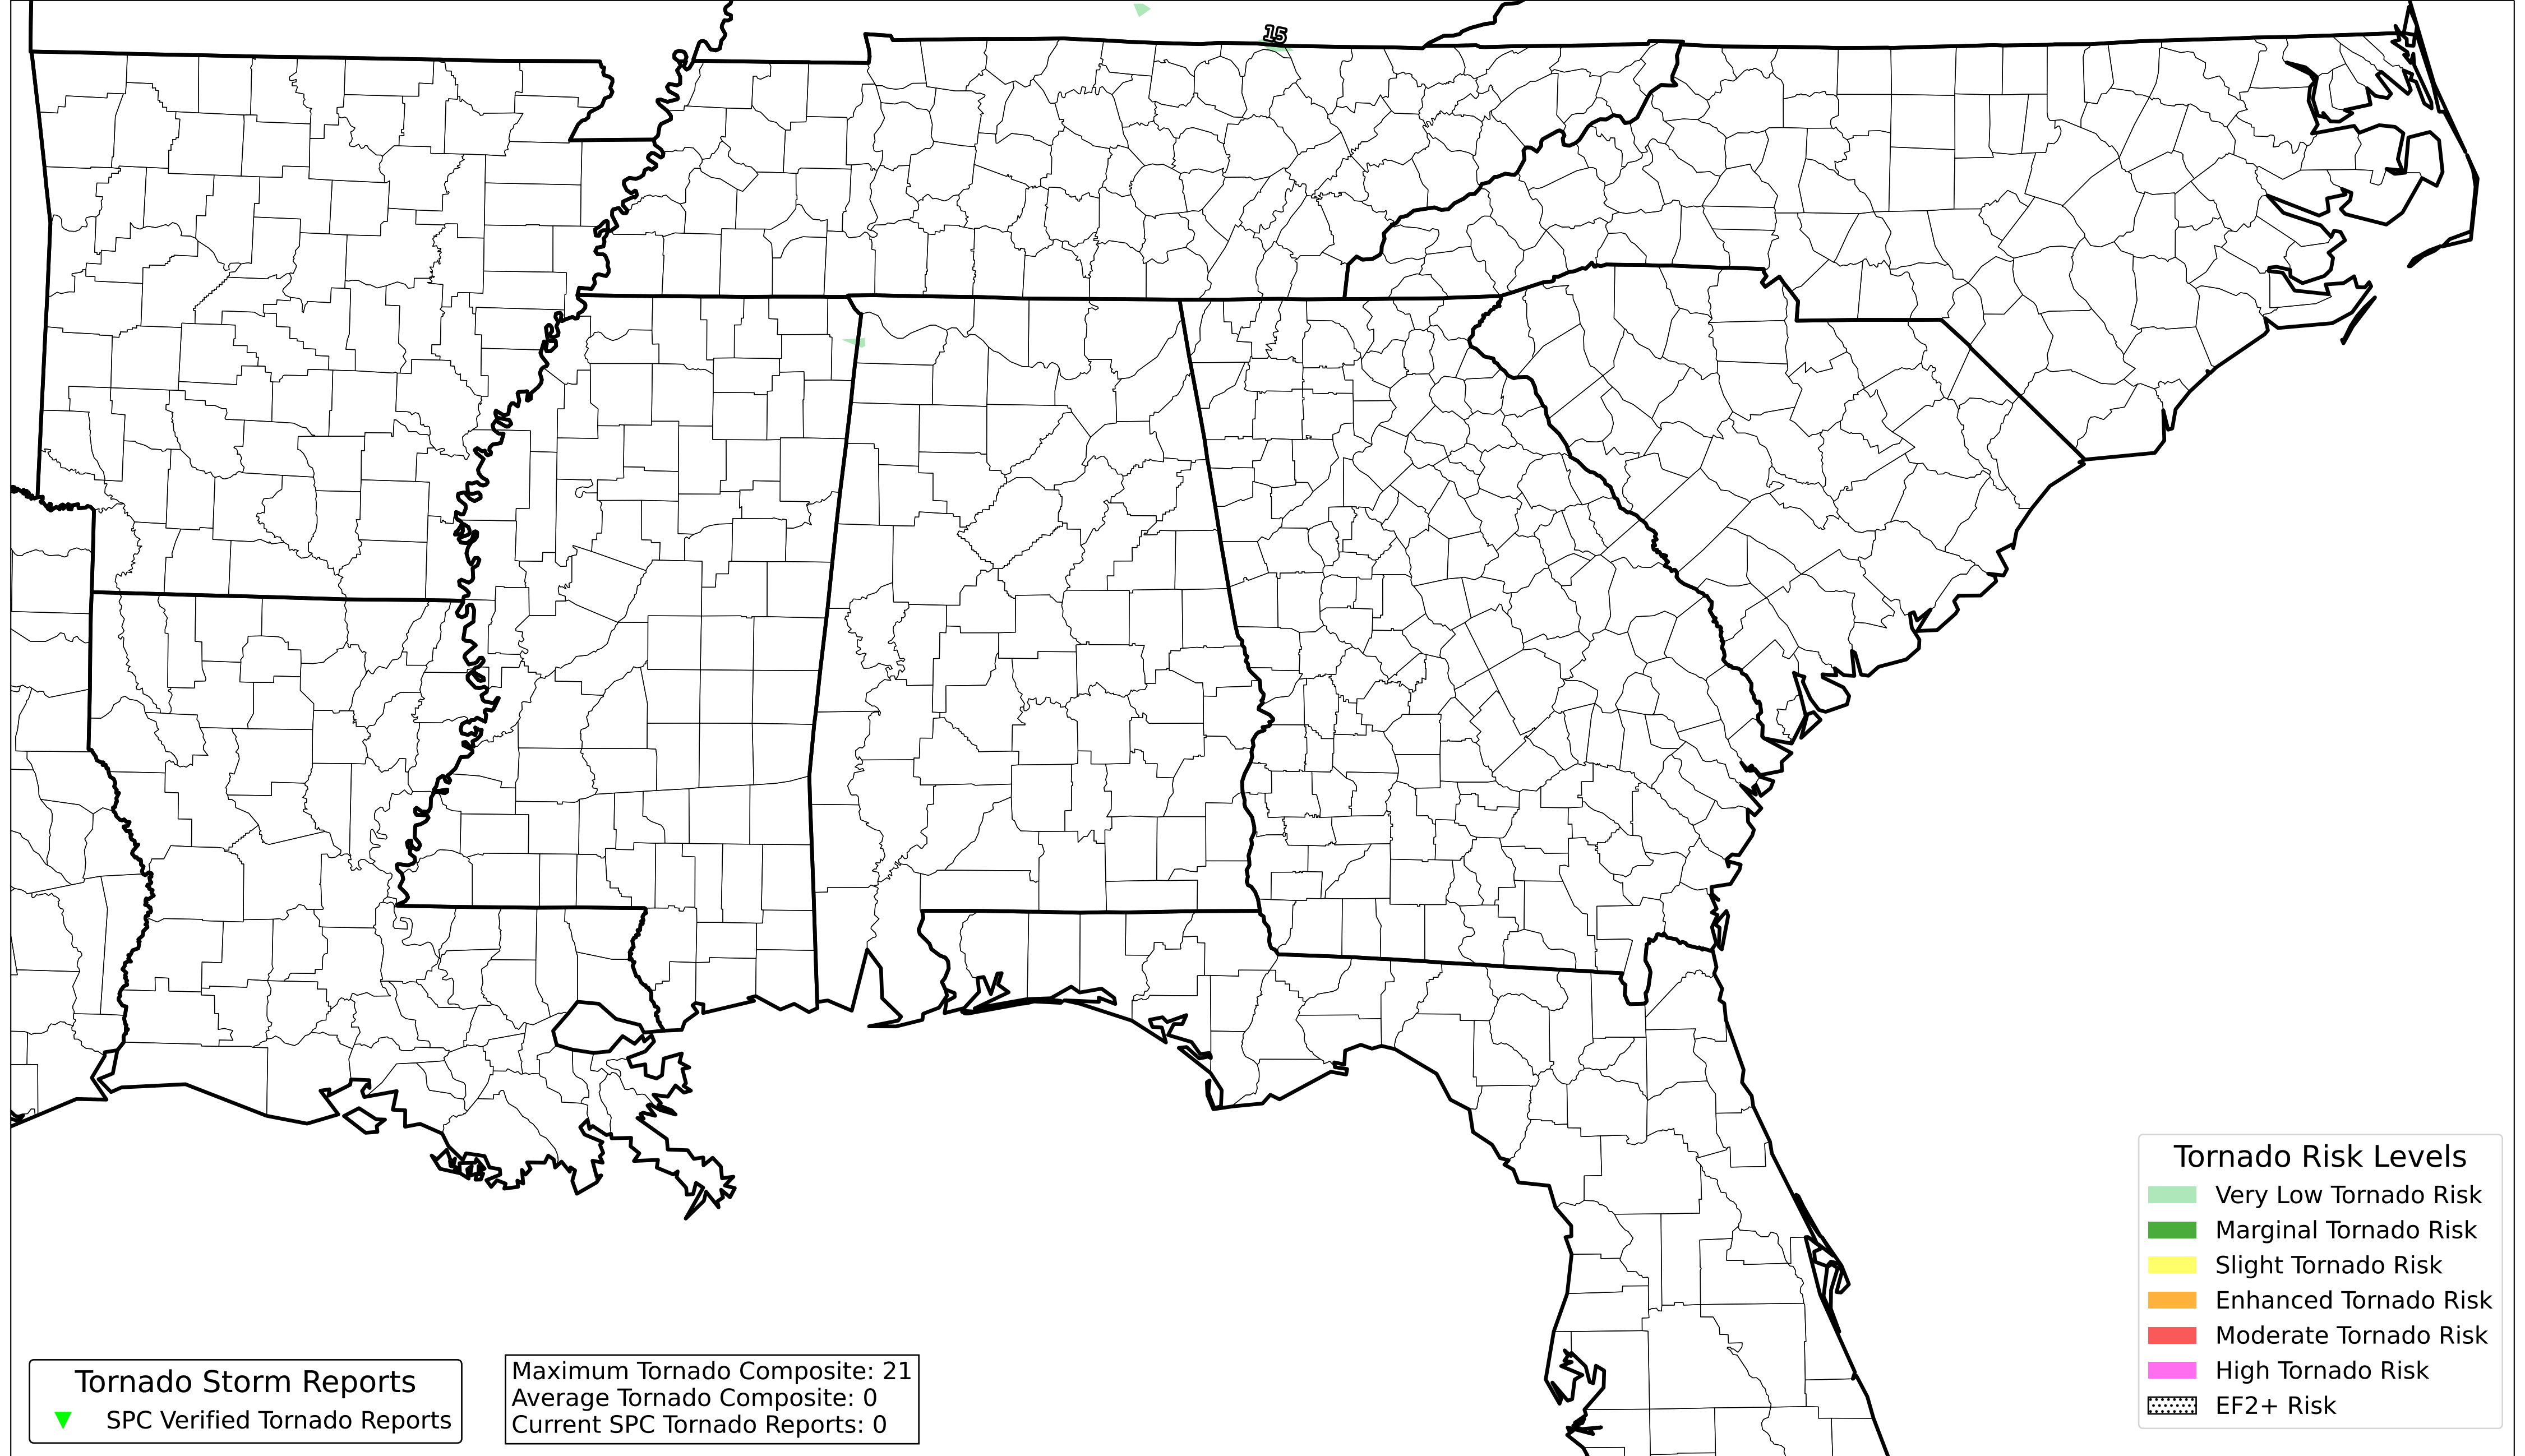 15
Tornado Storm Reports
SPC Verified Tornado Reports
Maximum Tornado Composite: 21
Average Tornado Composite: 0
Current SPC Tornado Reports: 0
Tornado Risk Levels
Very Low Tornado Risk
Marginal Tornado Risk
Slight Tornado Risk
Enhanced Tornado Risk
Moderate Tornado Risk
High Tornado Risk
EF2+ Risk